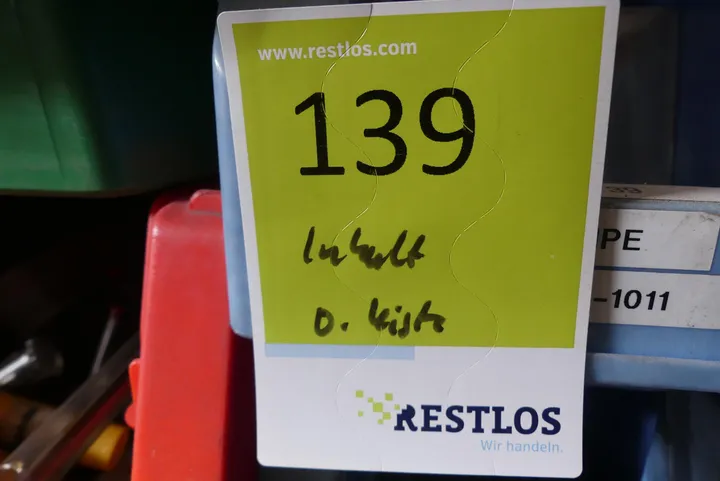 www.restlos.com
139
Inhalt
o. Kiste
RESTLOS
Wir handeln.
PE
-1011